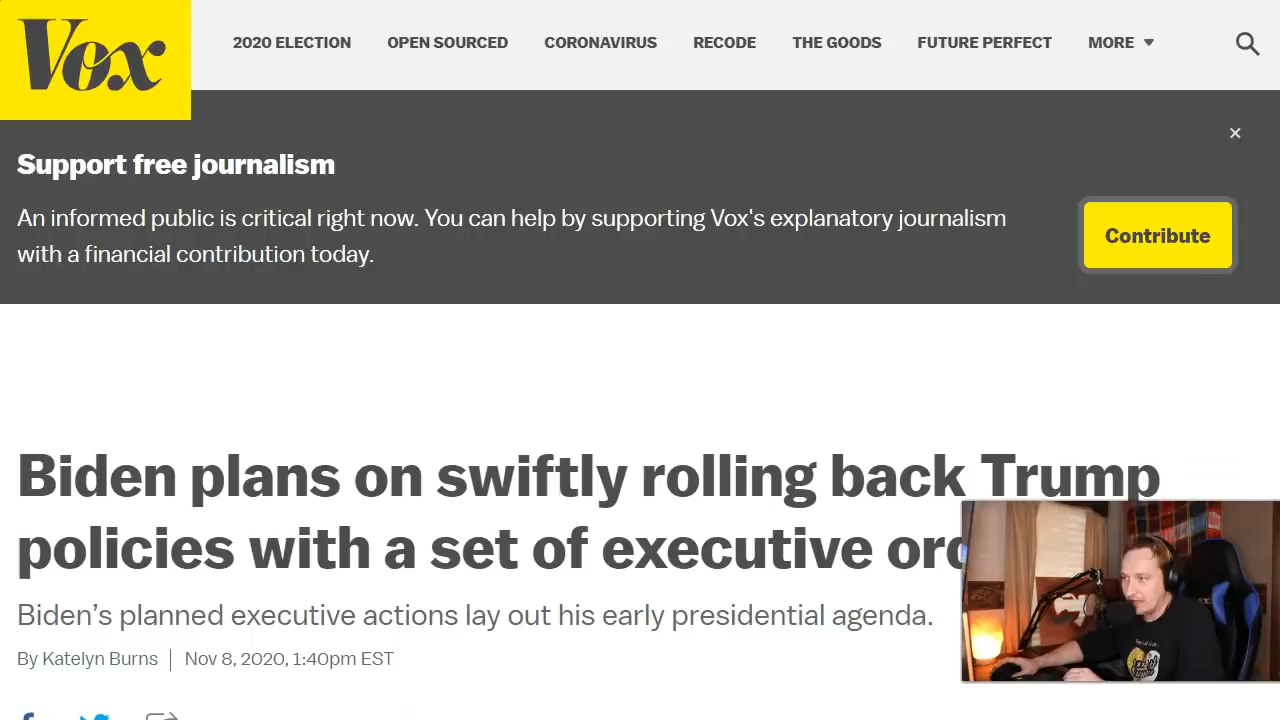 Vox
2020 ELECTION OPEN SOURCED CORONAVIRUS RECODE THE GOODS FUTURE PERFECT MORE
Support free journalism
An informed public is critical right now. You can help by supporting Vox's explanatory journalism
with a financial contribution today.
Contribute
Biden plans on swiftly rolling back Trump
policies with a set of executive
Biden’s planned executive actions lay out his early presidential agenda.
By Katelyn Burns | Nov 8, 2020, 1:40pm EST